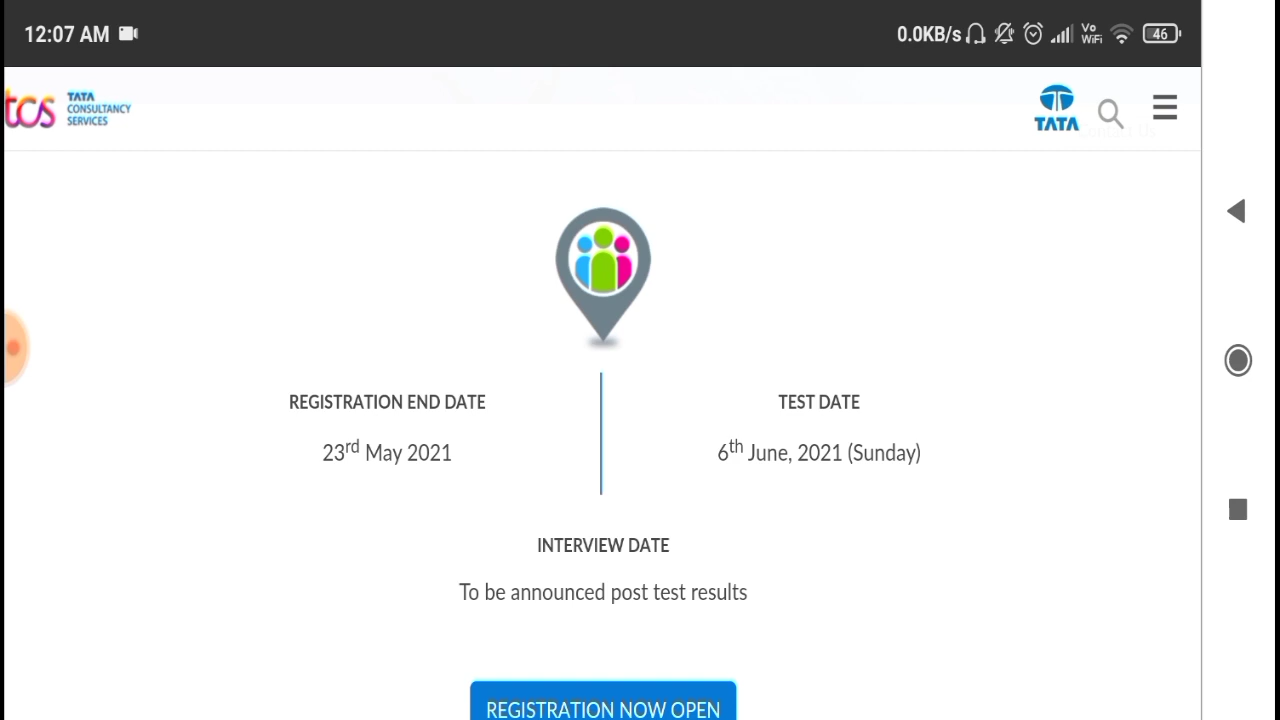 12:07 AM
0.0KB/s
Vo
WiFi
46
tcs
TATA
CONSULTANCY
SERVICES
TATA
REGISTRATION END DATE
23rd May 2021
TEST DATE
6th June, 2021 (Sunday)
INTERVIEW DATE
To be announced post test results
REGISTRATION NOW OPEN